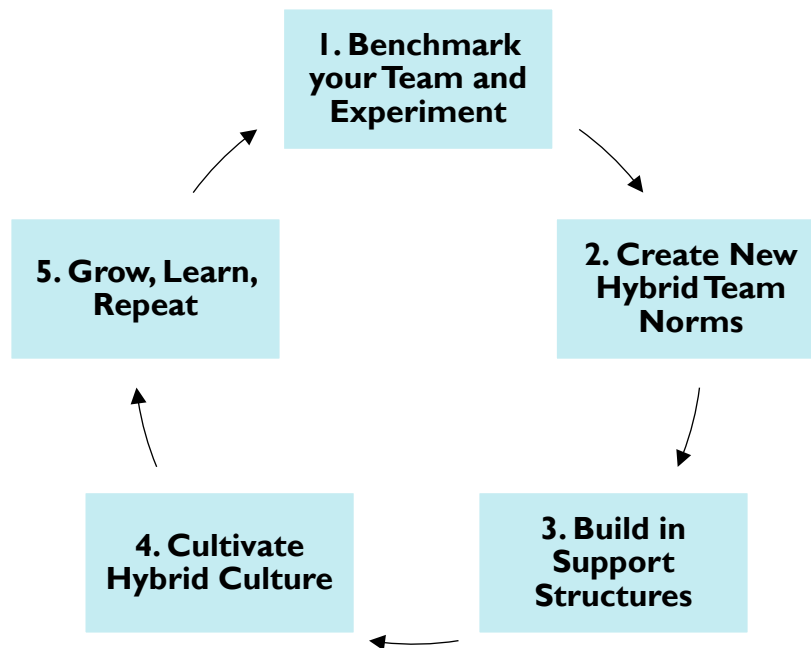 1. Benchmark
your Team and
Experiment
2. Create New
Hybrid Team
Norms
3. Build in
Support
Structures
4. Cultivate
Hybrid Culture
5. Grow, Learn,
Repeat